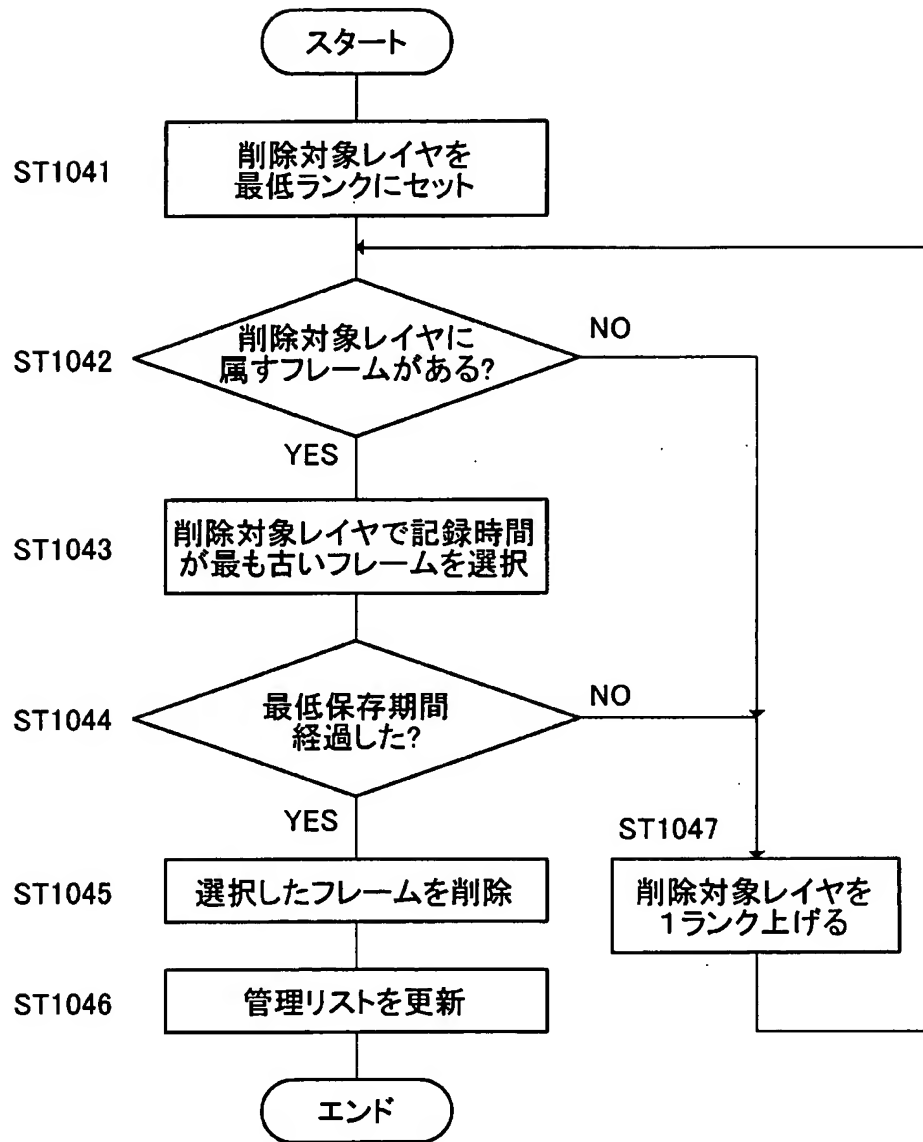 スタート
ST1041
削除対象レイヤを
最低ランクにセット
ST1042
削除対象レイヤに
属すフレームがある?
NO
YES
ST1043
削除対象レイヤで記録時間
が最も古いフレームを選択
ST1044
最低保存期間
経過した?
NO
YES
ST1047
ST1045
選択したフレームを削除
削除対象レイヤを
1ランク上げる
ST1046
管理リストを更新
エンド